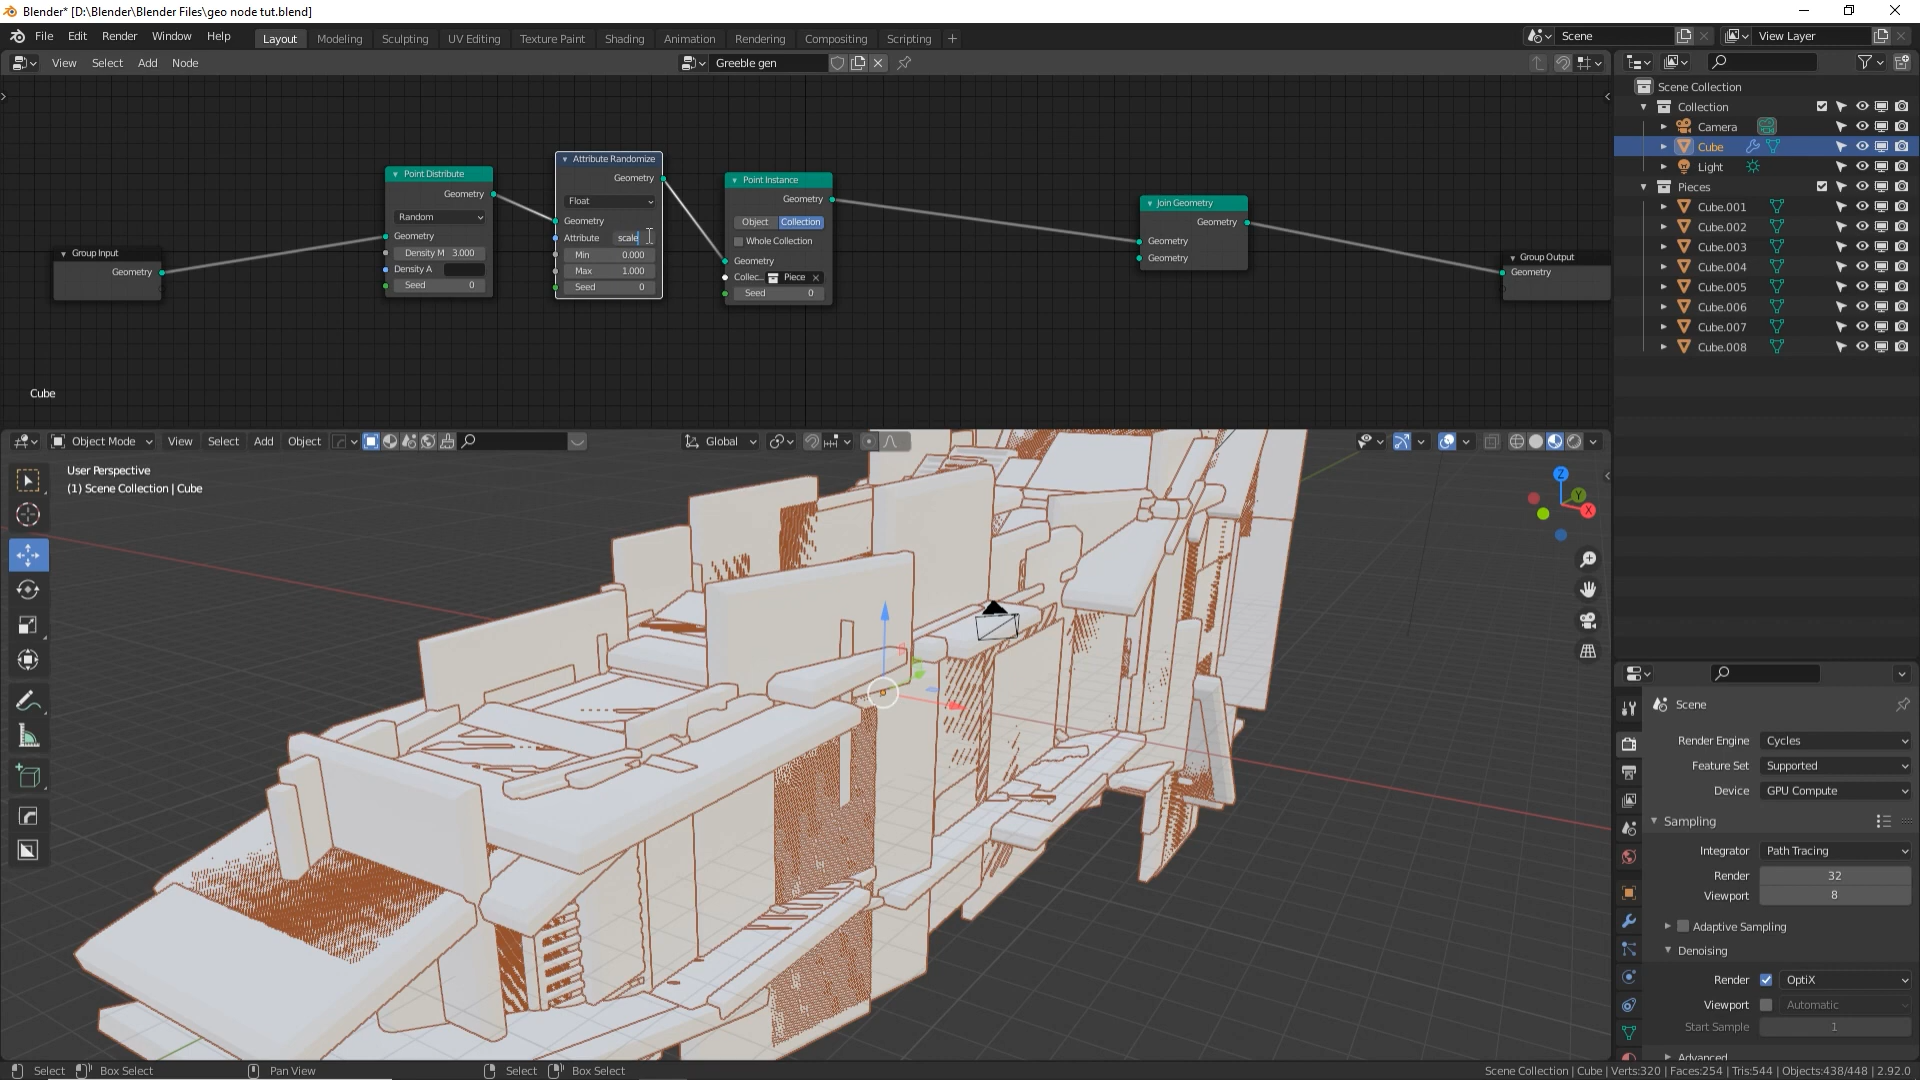 Blender* [D:\Blender\Blender Files\geo node tut.blend]
File Edit Render Window Help Layout Modeling Sculpting UV Editing Texture Paint Shading Animation Rendering Compositing Scripting + Scene View Layer
View Select Add Node Greeble gen
Scene Collection
Collection
Camera
Cube
Light
Pieces
Cube.001
Cube.002
Cube.003
Cube.004
Cube.005
Cube.006
Cube.007
Cube.008
Group Input
Geometry
Point Distribute
Geometry
Random
Geometry
Density M 3.000
Density A
Seed 0
Attribute Randomize
Geometry
Float
Geometry
Attribute scale
Min 0.000
Max 1.000
Seed 0
Point Instance
Geometry
Object Collection
Whole Collection
Geometry
Collec... Piece
Seed 0
Join Geometry
Geometry
Geometry
Geometry
Group Output
Geometry
Cube
Object Mode View Select Add Object Global
User Perspective
(1) Scene Collection | Cube
Z
Y
X
Scene
Render Engine Cycles
Feature Set Supported
Device GPU Compute
Sampling
Integrator Path Tracing
Render 32
Viewport 8
Adaptive Sampling
Denoising
Render OptiX
Viewport Automatic
Start Sample 1
Advanced
Select Box Select Pan View Select Box Select Scene Collection | Cube | Verts:320 | Faces:254 | Tris:544 | Objects:438/448 | 2.92.0